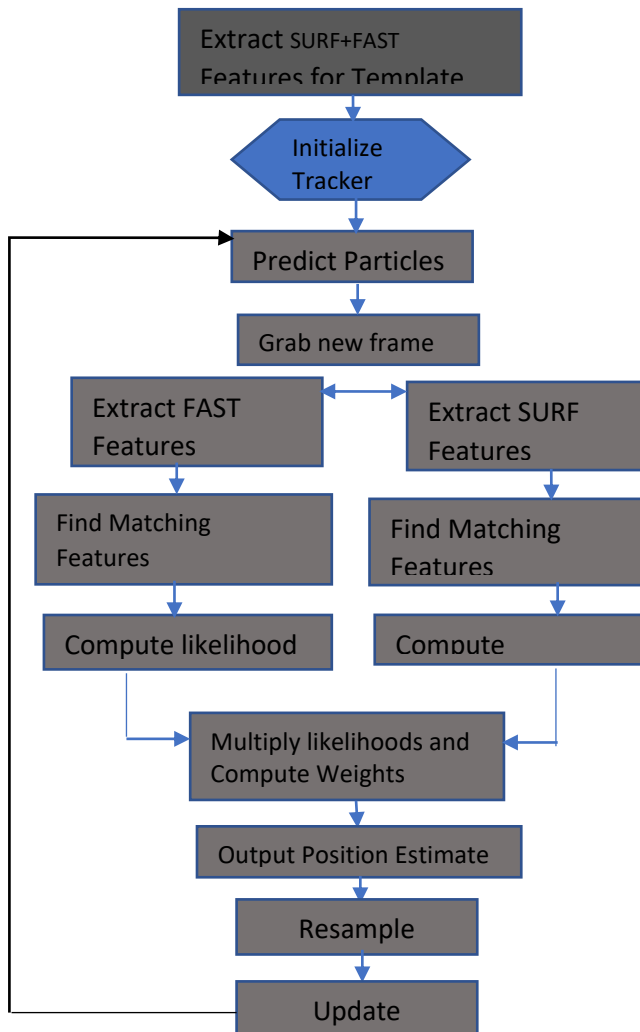 Extract SURF+FAST
Features for Template
Initialize
Tracker
Predict Particles
Grab new frame
Extract FAST
Features
Extract SURF
Features
Find Matching
Features
Find Matching
Features
Compute likelihood
Compute
Multiply likelihoods and
Compute Weights
Output Position Estimate
Resample
Update